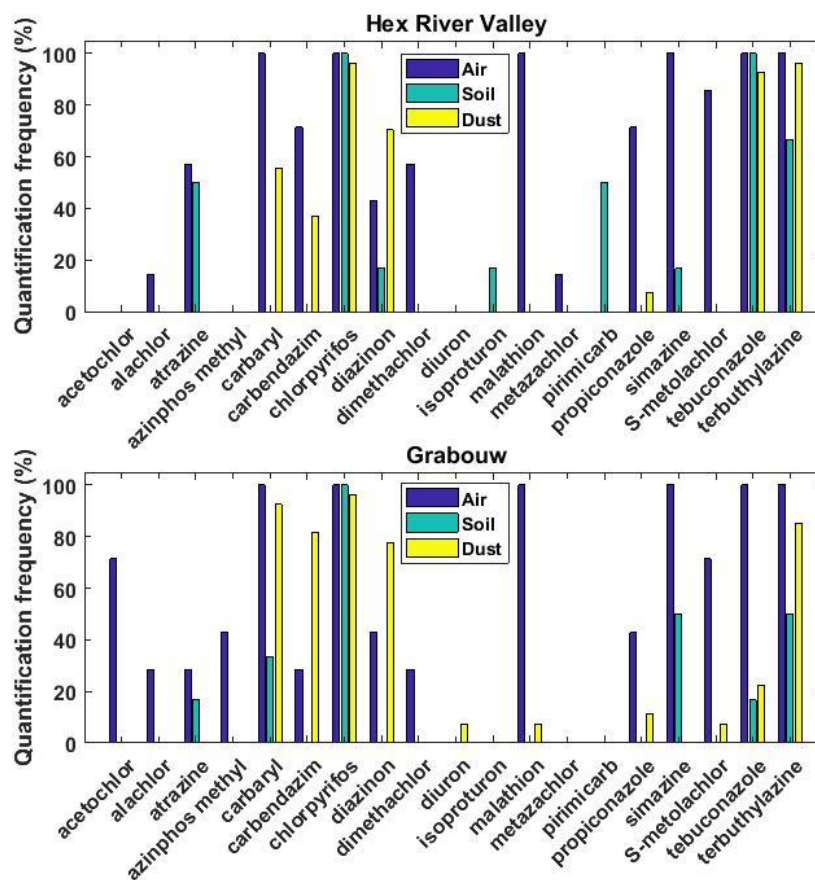 Hex River Valley
Quantification frequency (%)
100
80
60
40
20
0
Air
Soil
Dust
acetochlor
alachlor
atrazine
azinphos methyl
carbaryl
carbendazim
chlorpyrifos
diazinon
dimethachlor
diuron
isoproturon
malathion
metazachlor
pirimicarb
propiconazole
simazine
S-metolachlor
tebuconazole
terbuthylazine
Grabouw
Quantification frequency (%)
100
80
60
40
20
0
Air
Soil
Dust
acetochlor
alachlor
atrazine
azinphos methyl
carbaryl
carbendazim
chlorpyrifos
diazinon
dimethachlor
diuron
isoproturon
malathion
metazachlor
pirimicarb
propiconazole
simazine
S-metolachlor
tebuconazole
terbuthylazine